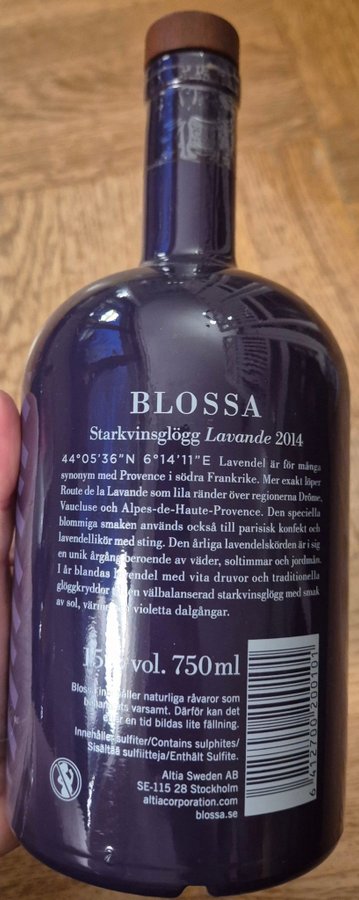 BLOSSA
Starkvinsglögg Lavande 2014
44°05'36"N 6°14'11"E Lavendel är för många
synonym med Provence i södra Frankrike. Mer exakt löper
Route de la Lavande som lila ränder över regionerna Drôme,
Vaucluse och Alpes-de-Haute-Provence. Den speciella
blommiga smaken används också till parisisk konfekt och
lavendellikör med sting. Den årliga lavendelskörden är i sig
en unik årgång beroende av väder, soltimmar och jordmån.
I år blandas lavendel med vita druvor och traditionella
glöggkryddor till en välbalanserad starkvinsglögg med smak
av sol, värme och violetta dalgångar.
15% vol. 750ml
Blossa innehåller naturliga råvaror som
behandlats varsamt. Därför kan det
efter en tid bildas lite fällning.
Innehåller sulfiter/Contains sulphites/
Sisältää sulfiitteja/Enthält Sulfite.
Altia Sweden AB
SE-115 28 Stockholm
altiacorporation.com
blossa.se
6 412700 200101